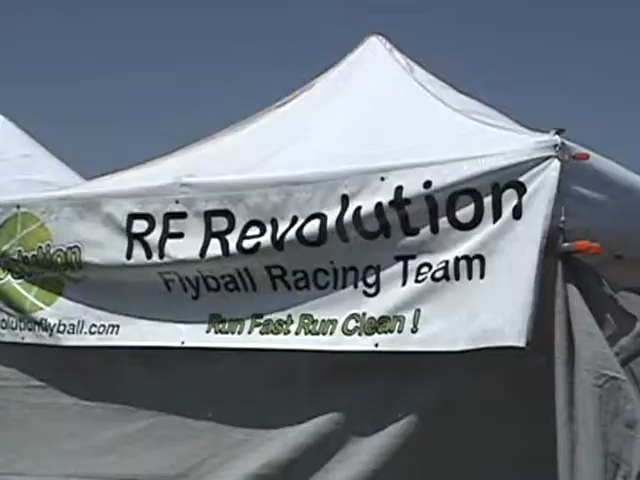 RF Revolution
Flyball Racing Team
Run Fast Run Clean !